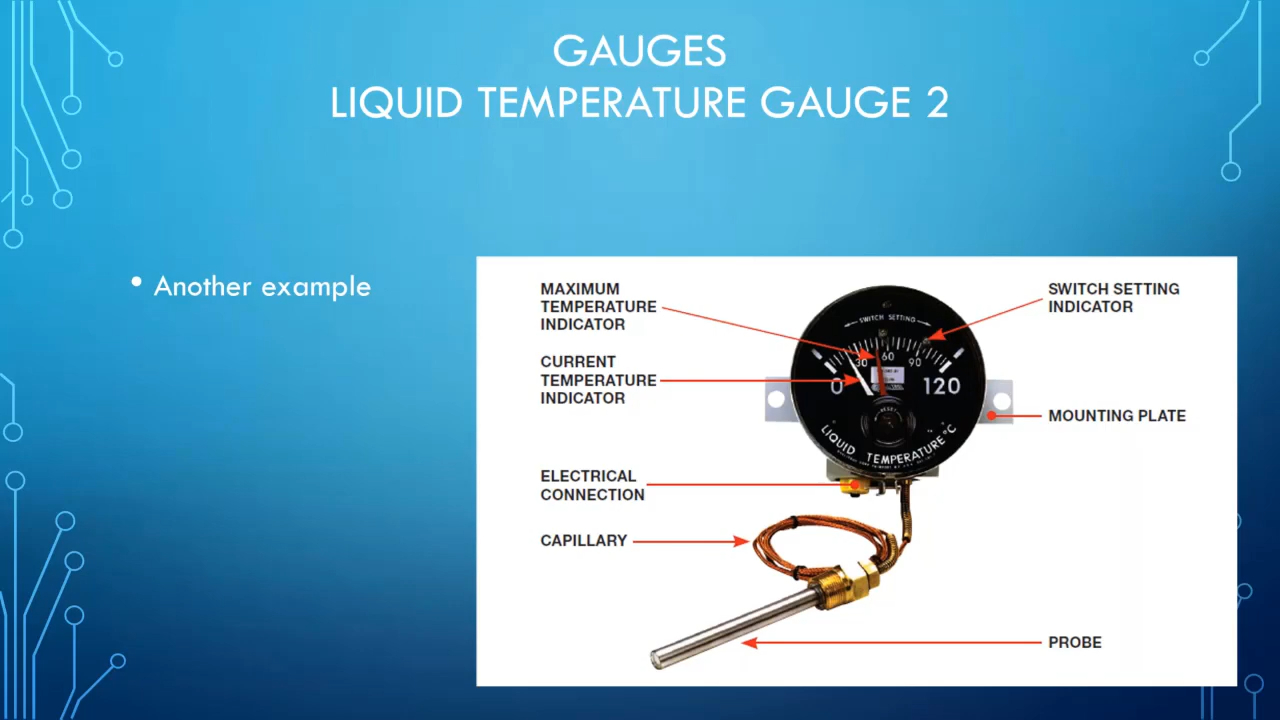 GAUGES
LIQUID TEMPERATURE GAUGE 2
• Another example
MAXIMUM
TEMPERATURE
INDICATOR
CURRENT
TEMPERATURE
INDICATOR
ELECTRICAL
CONNECTION
CAPILLARY
SWITCH SETTING
INDICATOR
MOUNTING PLATE
PROBE
SWITCH SETTING
0 30 60 90 120
RESET
LIQUID TEMPERATURE °C